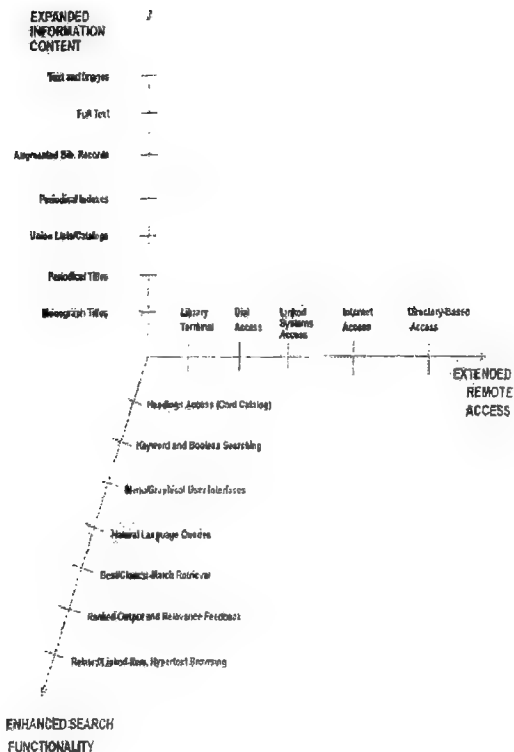 EXPANDED
INFORMATION
CONTENT
Text and Images
Full Text
Augmented Bib. Records
Periodical Indexes
Union Lists/Catalogs
Periodical Titles
Monograph Titles
Library
Terminal
Dial
Access
Linked
Systems
Access
Internet
Access
Directory-Based
Access
EXTENDED
REMOTE
ACCESS
Headings Access (Card Catalog)
Keyword and Boolean Searching
Menu/Graphical User Interfaces
Natural Language Queries
Best/Closest-Match Retrieval
Ranked Output and Relevance Feedback
Related/Linked-Item, Hypertext Browsing
ENHANCED SEARCH
FUNCTIONALITY